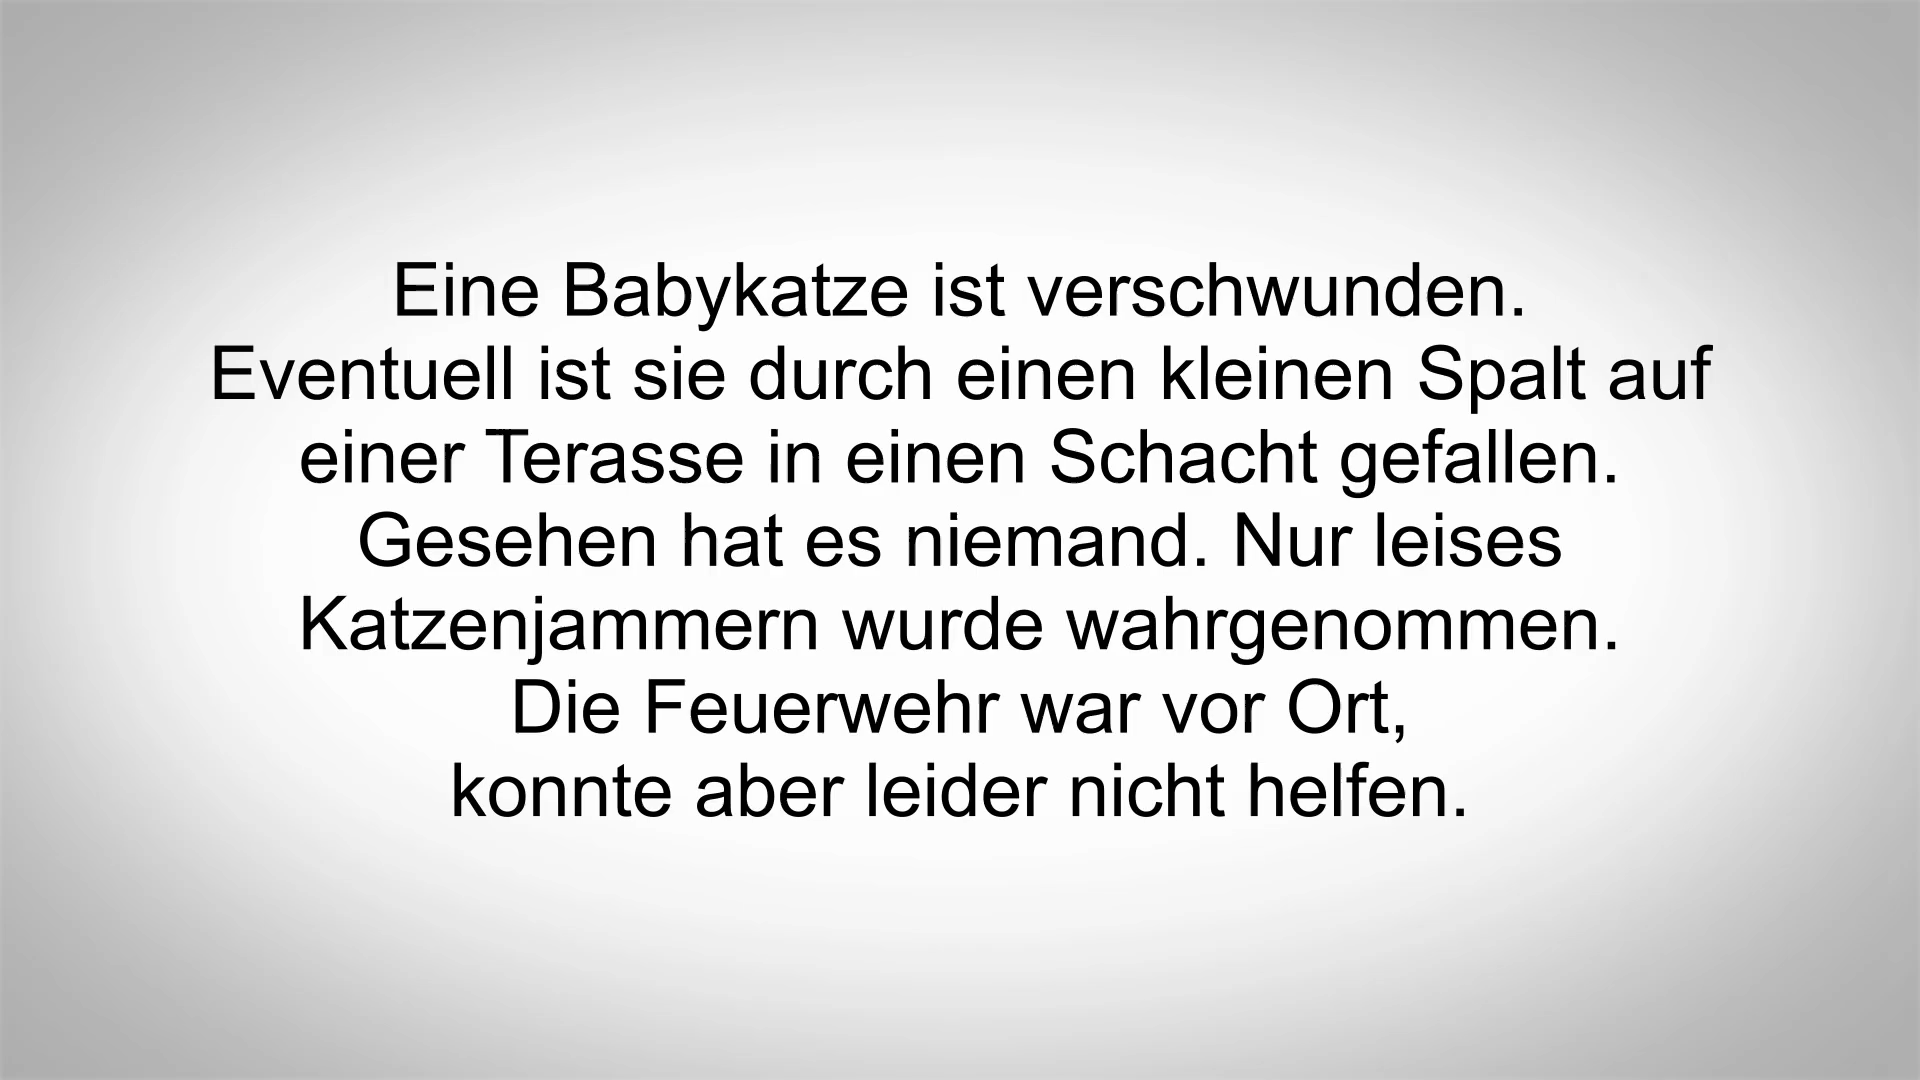 Eine Babykatze ist verschwunden.
Eventuell ist sie durch einen kleinen Spalt auf
einer Terasse in einen Schacht gefallen.
Gesehen hat es niemand. Nur leises
Katzenjammern wurde wahrgenommen.
Die Feuerwehr war vor Ort,
konnte aber leider nicht helfen.